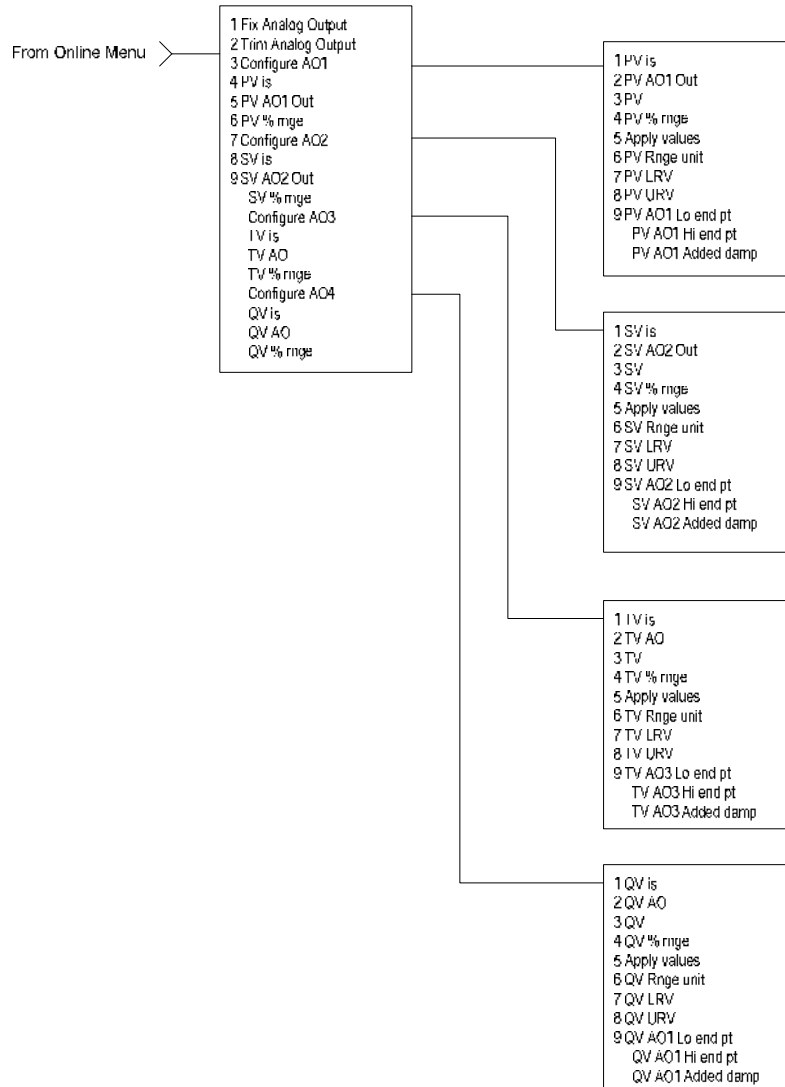 From Online Menu
1 Fix Analog Output
2 Trim Analog Output
3 Configure AO1
4 PV is
5 PV AO1 Out
6 PV % rnge
7 Configure AO2
8 SV is
9 SV AO2 Out
SV % rnge
Configure AO3
TV is
TV AO
TV % rnge
Configure AO4
QV is
QV AO
QV % rnge
1 PV is
2 PV AO1 Out
3 PV
4 PV % rnge
5 Apply values
6 PV Rnge unit
7 PV LRV
8 PV URV
9 PV AO1 Lo end pt
PV AO1 Hi end pt
PV AO1 Added damp
1 SV is
2 SV AO2 Out
3 SV
4 SV % rnge
5 Apply values
6 SV Rnge unit
7 SV LRV
8 SV URV
9 SV AO2 Lo end pt
SV AO2 Hi end pt
SV AO2 Added damp
1 TV is
2 TV AO
3 TV
4 TV % rnge
5 Apply values
6 TV Rnge unit
7 TV LRV
8 TV URV
9 TV AO3 Lo end pt
TV AO3 Hi end pt
TV AO3 Added damp
1 QV is
2 QV AO
3 QV
4 QV % rnge
5 Apply values
6 QV Rnge unit
7 QV LRV
8 QV URV
9 QV AO1 Lo end pt
QV AO1 Hi end pt
QV AO1 Added damp